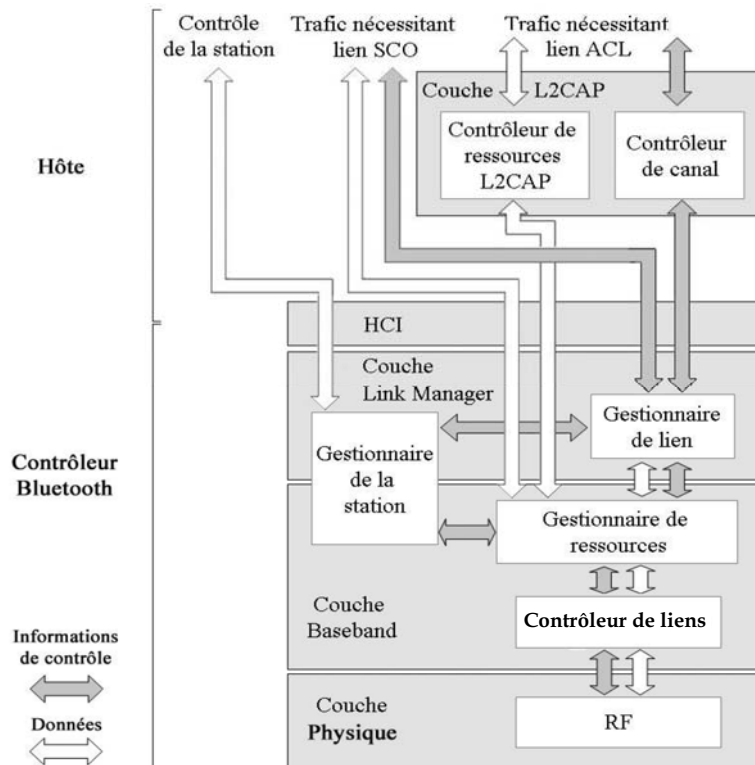 Contrôle
de la station
Trafic nécessitant
lien SCO
Trafic nécessitant
lien ACL
Couche L2CAP
Contrôleur de
ressources
L2CAP
Contrôleur
de canal
Hôte
HCI
Couche
Link Manager
Gestionnaire
de lien
Gestionnaire
de la
station
Contrôleur
Bluetooth
Gestionnaire de
ressources
Couche
Baseband
Contrôleur de liens
Informations
de contrôle
Données
Couche
Physique
RF